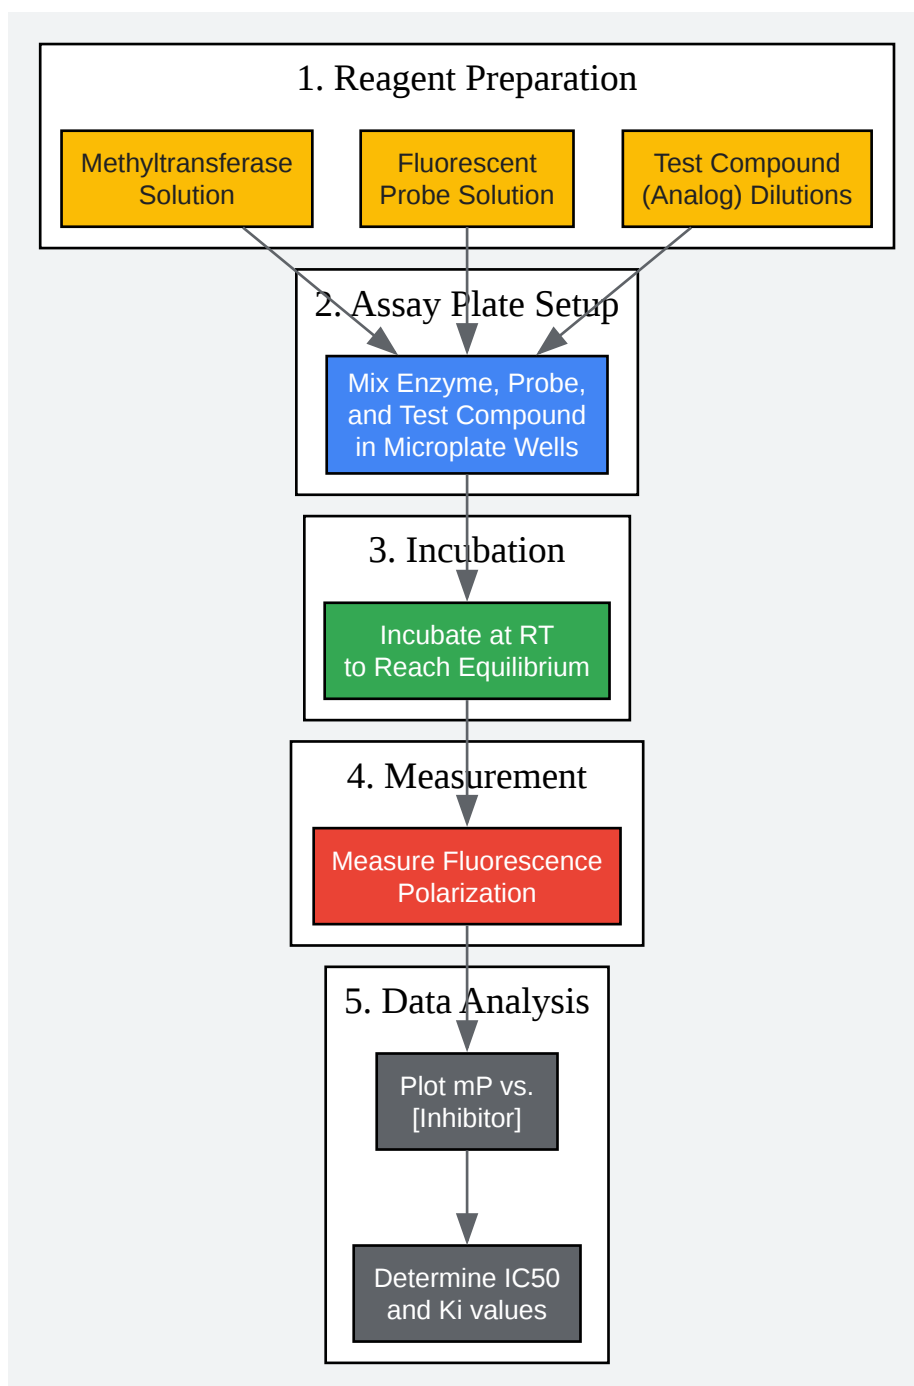 1. Reagent Preparation
Methyltransferase
Solution
Fluorescent
Probe Solution
Test Compound
(Analog) Dilutions
2. Assay Plate Setup
Mix Enzyme, Probe,
and Test Compound
in Microplate Wells
3. Incubation
Incubate at RT
to Reach Equilibrium
4. Measurement
Measure Fluorescence
Polarization
5. Data Analysis
Plot mP vs.
[Inhibitor]
Determine IC50
and Ki values